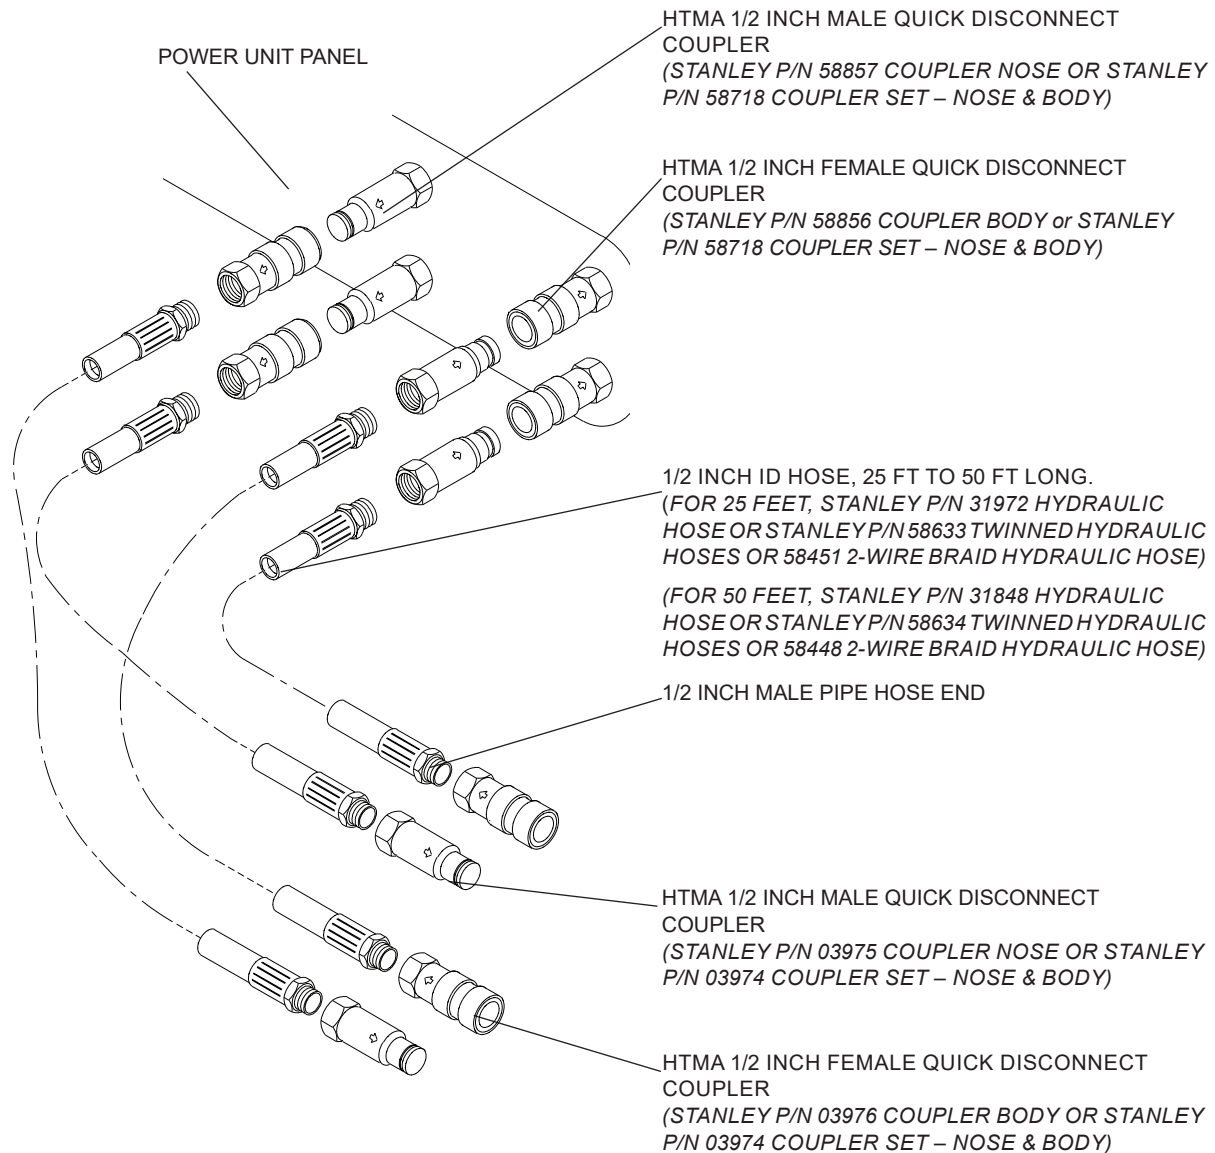 POWER UNIT PANEL
HTMA 1/2 INCH MALE QUICK DISCONNECT
COUPLER
(STANLEY P/N 58857 COUPLER NOSE OR STANLEY
P/N 58718 COUPLER SET – NOSE & BODY)
HTMA 1/2 INCH FEMALE QUICK DISCONNECT
COUPLER
(STANLEY P/N 58856 COUPLER BODY or STANLEY
P/N 58718 COUPLER SET – NOSE & BODY)
1/2 INCH ID HOSE, 25 FT TO 50 FT LONG.
(FOR 25 FEET, STANLEY P/N 31972 HYDRAULIC
HOSE OR STANLEY P/N 58633 TWINNED HYDRAULIC
HOSES OR 58451 2-WIRE BRAID HYDRAULIC HOSE)
(FOR 50 FEET, STANLEY P/N 31848 HYDRAULIC
HOSE OR STANLEY P/N 58634 TWINNED HYDRAULIC
HOSES OR 58448 2-WIRE BRAID HYDRAULIC HOSE)
1/2 INCH MALE PIPE HOSE END
HTMA 1/2 INCH MALE QUICK DISCONNECT
COUPLER
(STANLEY P/N 03975 COUPLER NOSE OR STANLEY
P/N 03974 COUPLER SET – NOSE & BODY)
HTMA 1/2 INCH FEMALE QUICK DISCONNECT
COUPLER
(STANLEY P/N 03976 COUPLER BODY OR STANLEY
P/N 03974 COUPLER SET – NOSE & BODY)